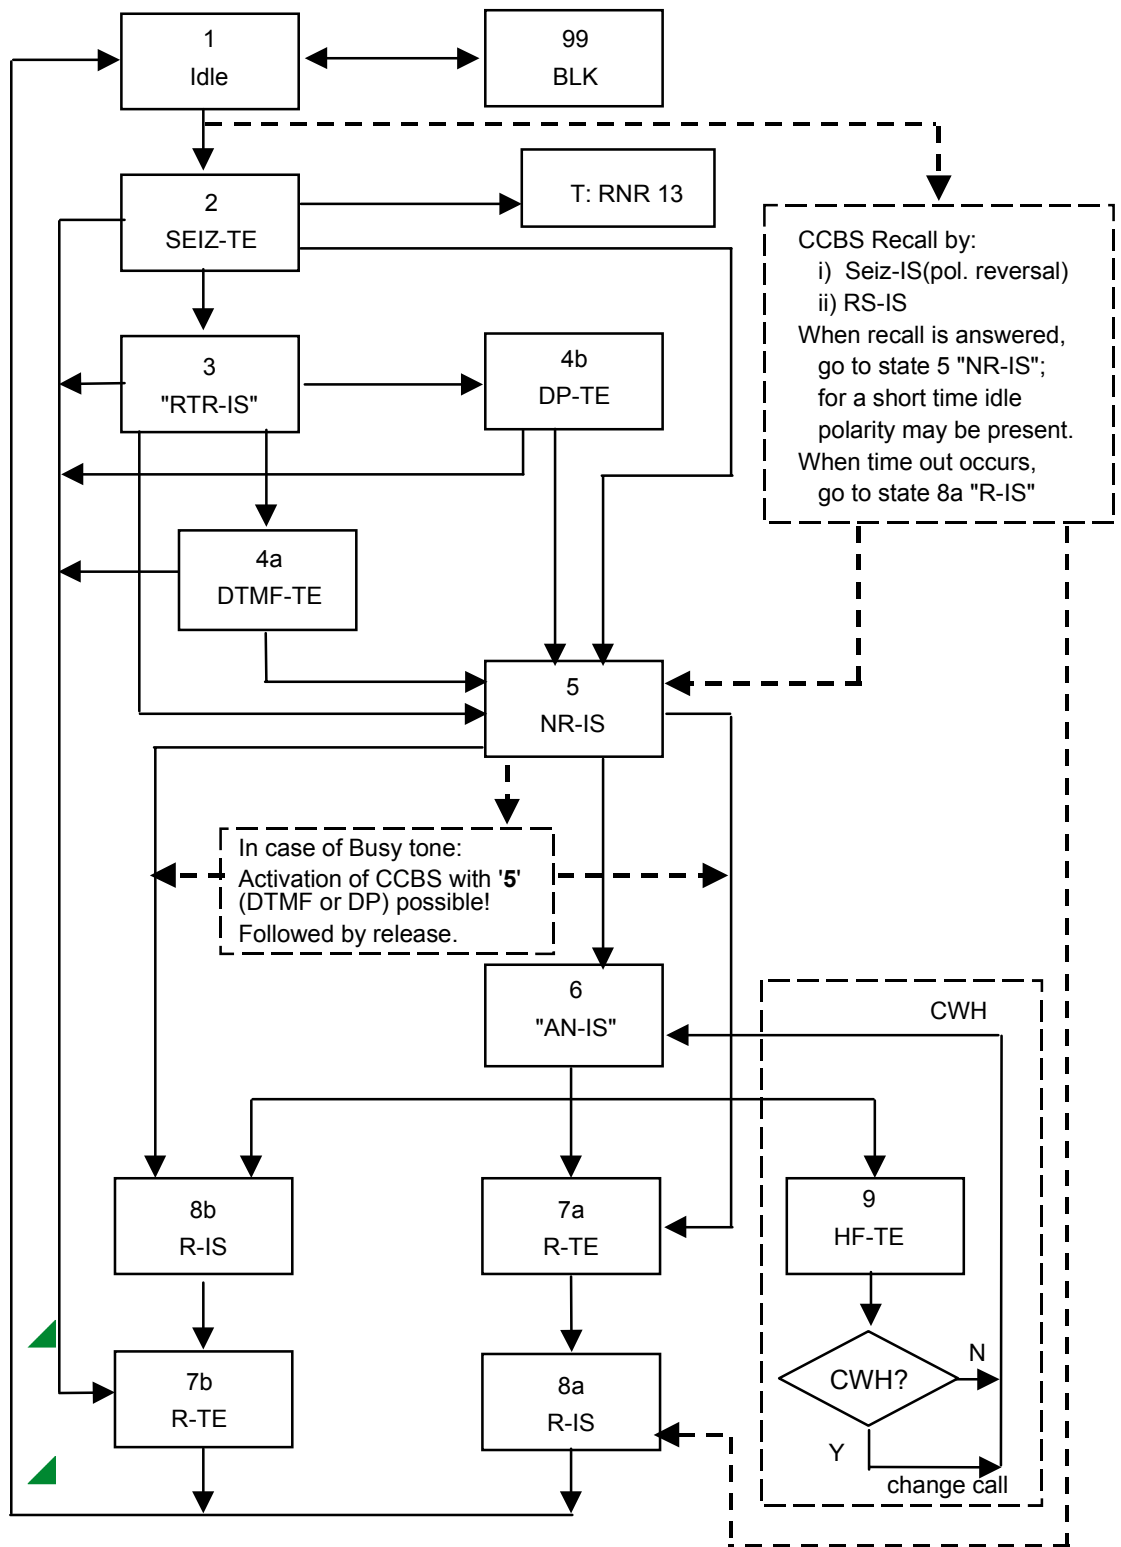 1
Idle
99
BLK
2
SEIZ-TE
T: RNR 13
CCBS Recall by:
i) Seiz-IS(pol. reversal)
ii) RS-IS
When recall is answered,
go to state 5 "NR-IS";
for a short time idle
polarity may be present.
When time out occurs,
go to state 8a "R-IS"
3
"RTR-IS"
4b
DP-TE
4a
DTMF-TE
5
NR-IS
In case of Busy tone:
Activation of CCBS with '5'
(DTMF or DP) possible!
Followed by release.
6
"AN-IS"
CWH
8b
R-IS
7a
R-TE
9
HF-TE
7b
R-TE
8a
R-IS
CWH?
N
Y
change call